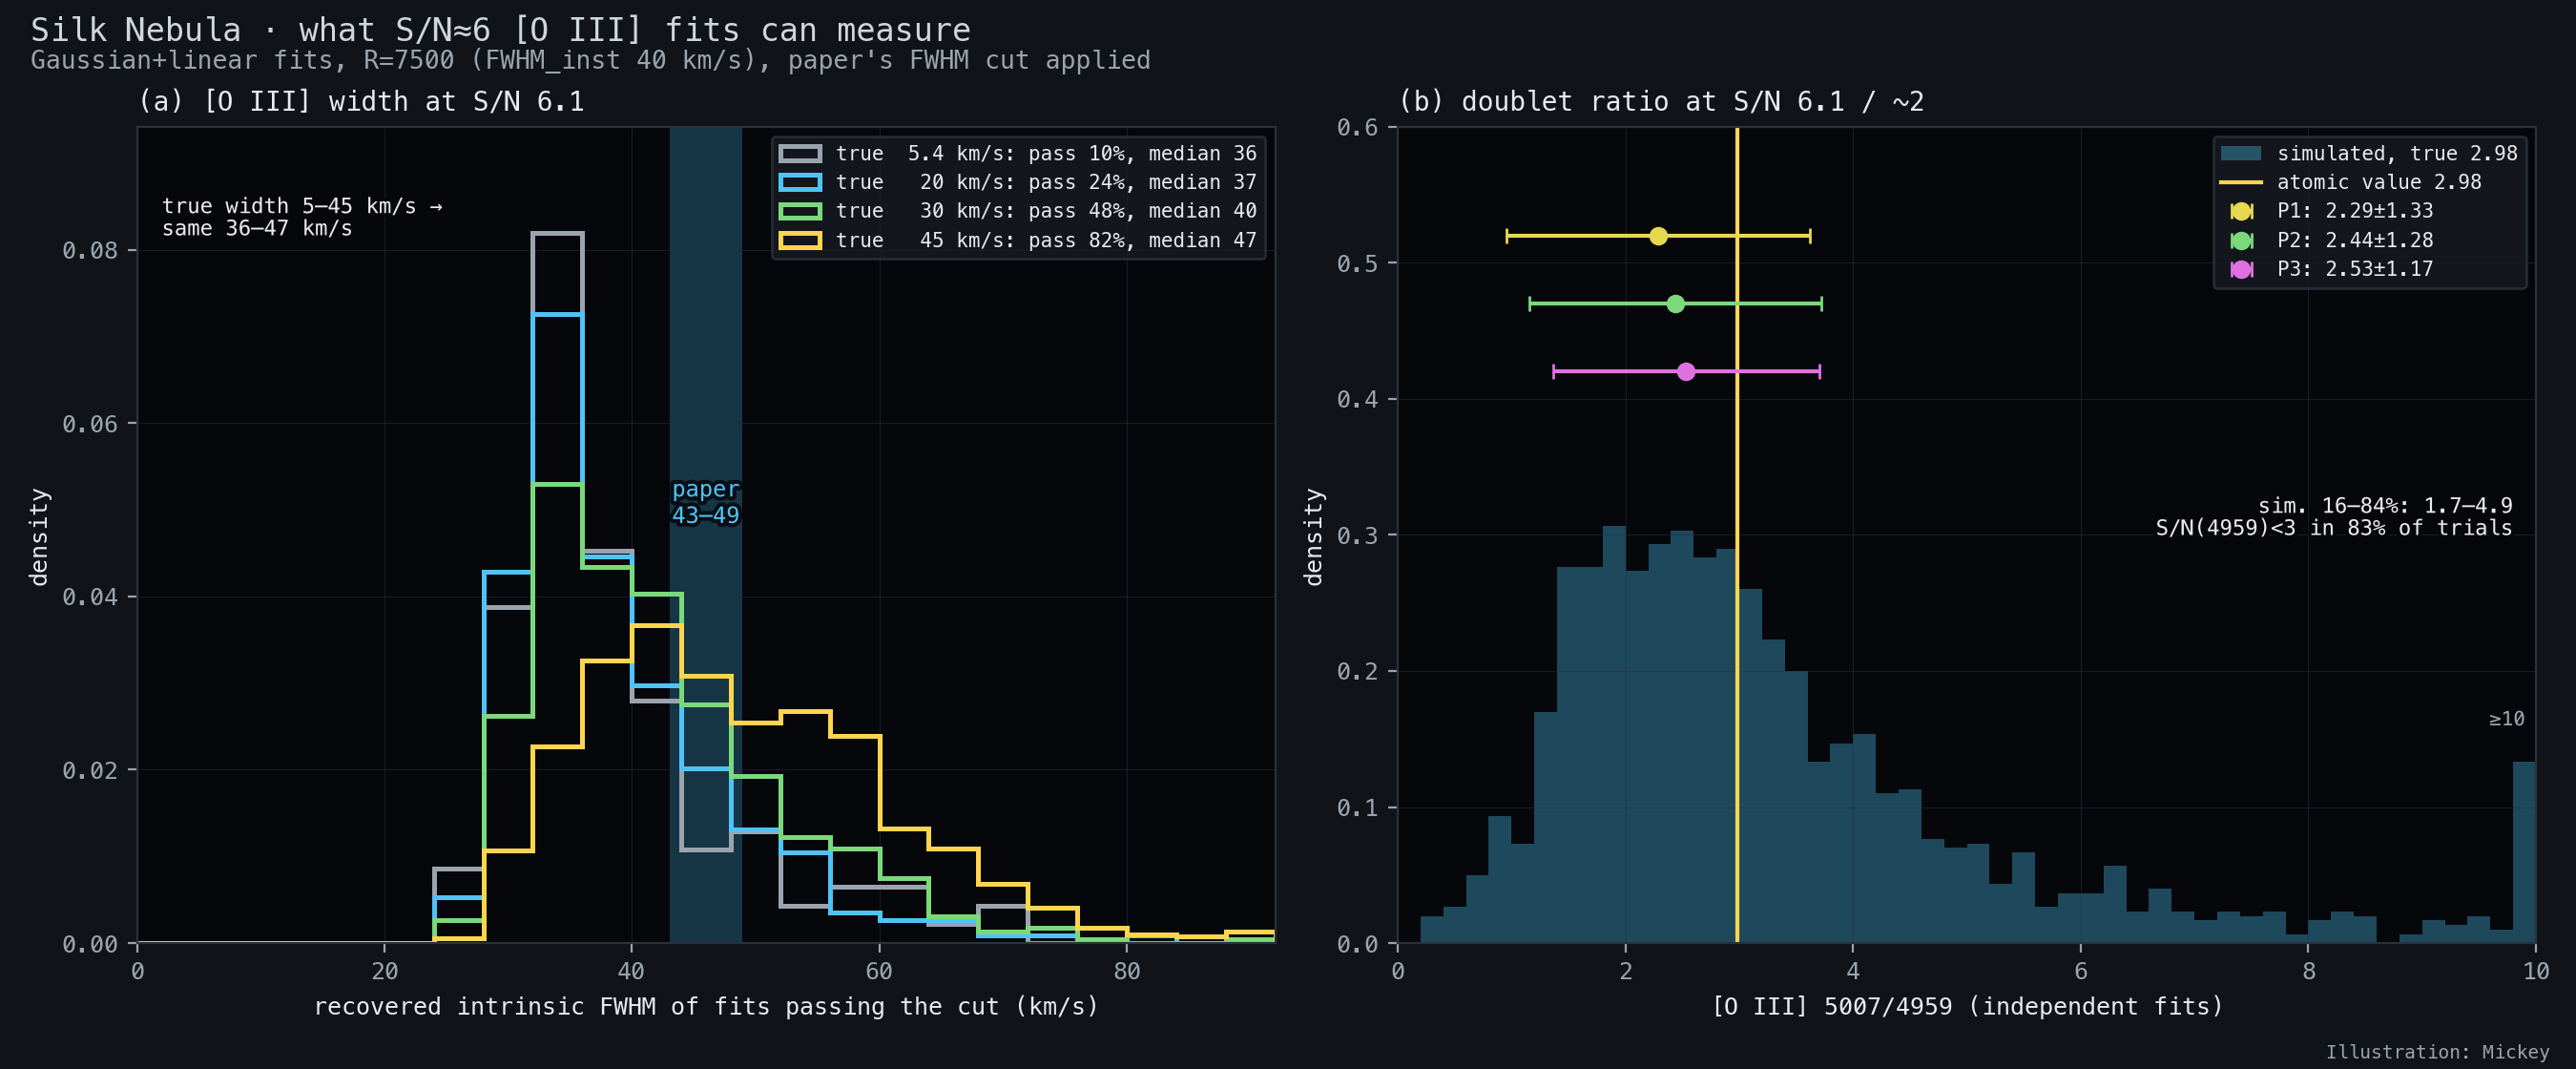 Silk Nebula · what S/N≈6 [O III] fits can measure
Gaussian+linear fits, R=7500 (FWHM_inst 40 km/s), paper's FWHM cut applied
(a) [O III] width at S/N 6.1
true width 5–45 km/s →
same 36–47 km/s
true 5.4 km/s: pass 10%, median 36
true 20 km/s: pass 24%, median 37
true 30 km/s: pass 48%, median 40
true 45 km/s: pass 82%, median 47
paper
43–49
density
0.08
0.06
0.04
0.02
0.00
0
20
40
60
80
recovered intrinsic FWHM of fits passing the cut (km/s)
(b) doublet ratio at S/N 6.1 / ~2
simulated, true 2.98
atomic value 2.98
P1: 2.29±1.33
P2: 2.44±1.28
P3: 2.53±1.17
sim. 16–84%: 1.7–4.9
S/N(4959)<3 in 83% of trials
≥10
density
0.6
0.5
0.4
0.3
0.2
0.1
0.0
0
2
4
6
8
10
[O III] 5007/4959 (independent fits)
Illustration: Mickey